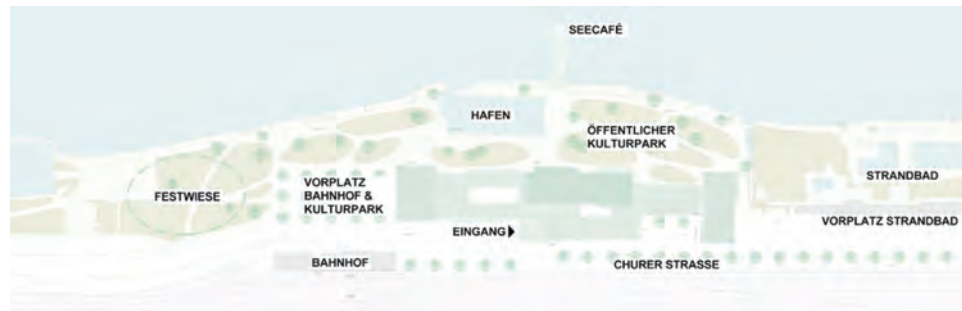 SEECAFÉ
HAFEN
ÖFFENTLICHER
KULTURPARK
STRANDBAD
VORPLATZ
BAHNHOF &
KULTURPARK
FESTWIESE
VORPLATZ STRANDBAD
EINGANG
BAHNHOF
CHURER STRASSE